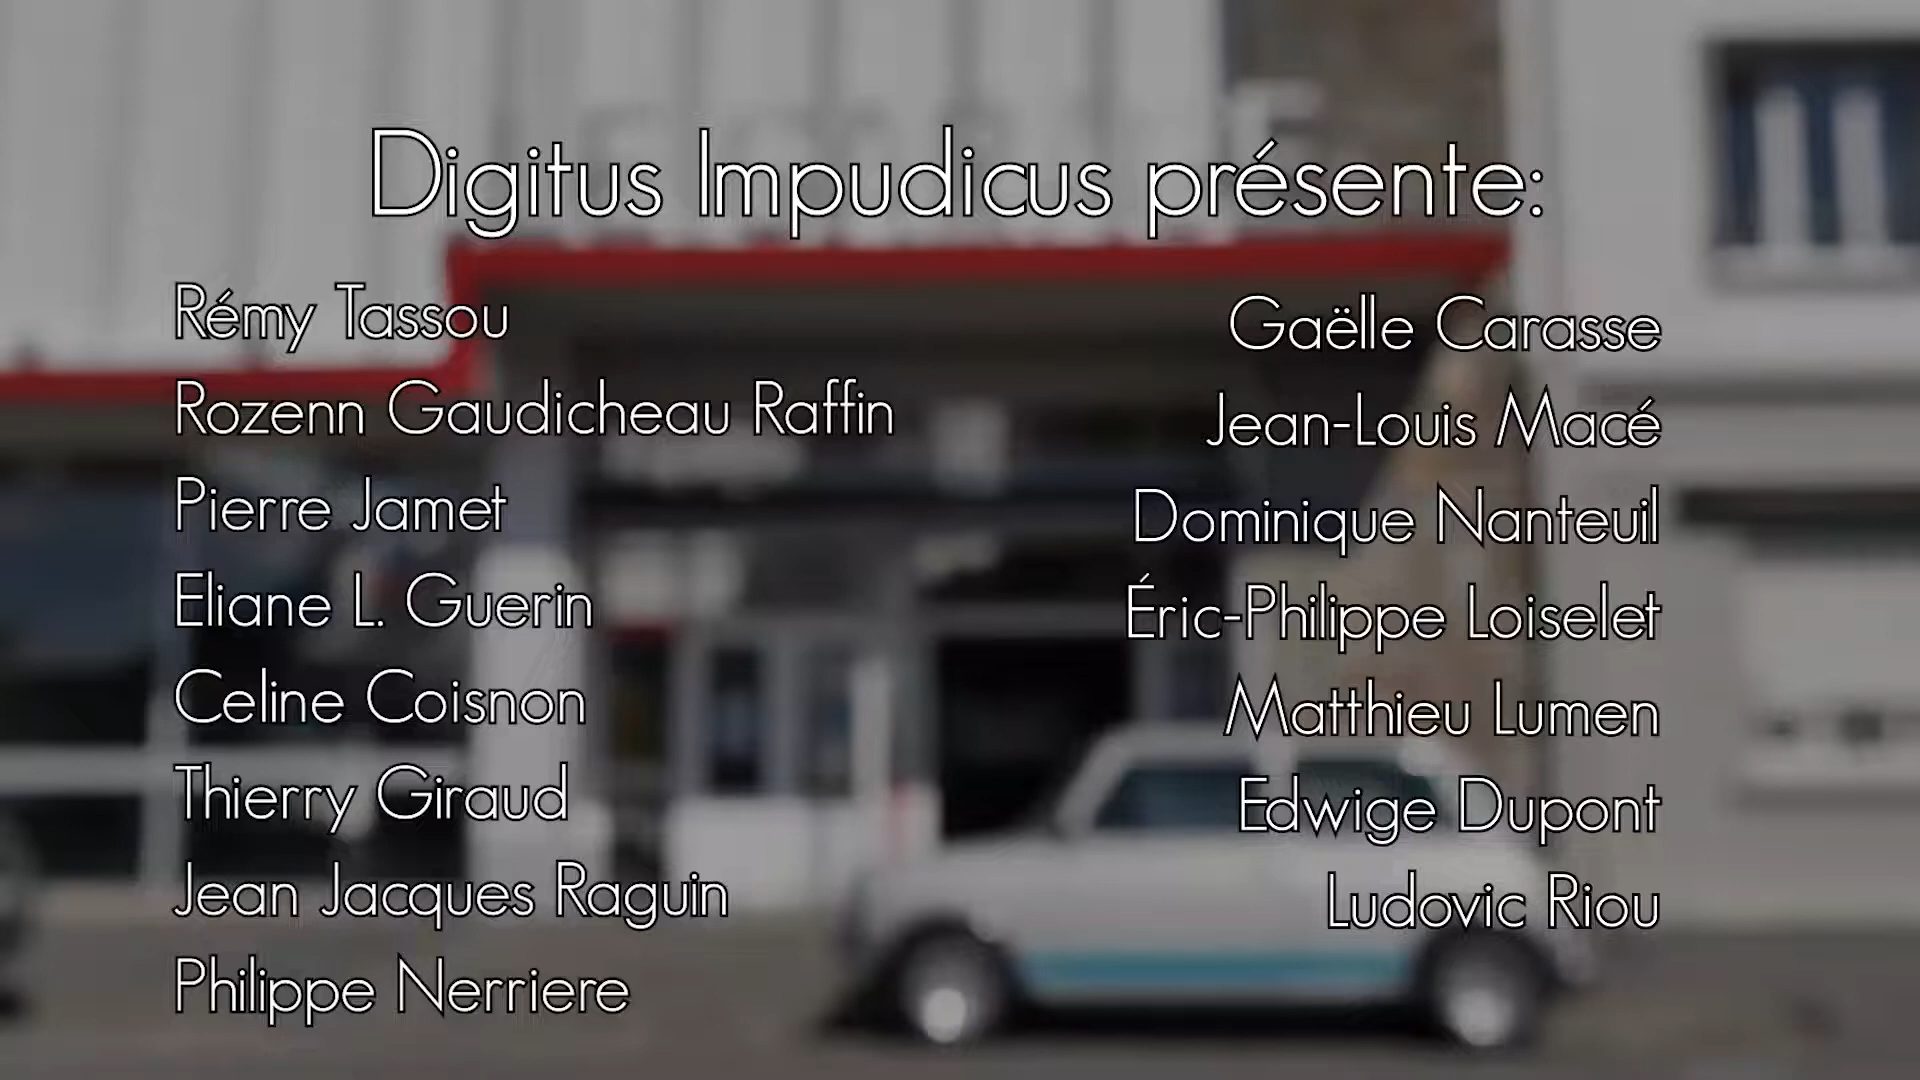 Digitus Impudicus présente:
Rémy Tassou
Rozenn Gaudicheau Raffin
Pierre Jamet
Eliane L. Guerin
Celine Coisnon
Thierry Giraud
Jean Jacques Raguin
Philippe Nerriere
Gaëlle Carasse
Jean-Louis Macé
Dominique Nanteuil
Éric-Philippe Loiselet
Matthieu Lumen
Edwige Dupont
Ludovic Riou